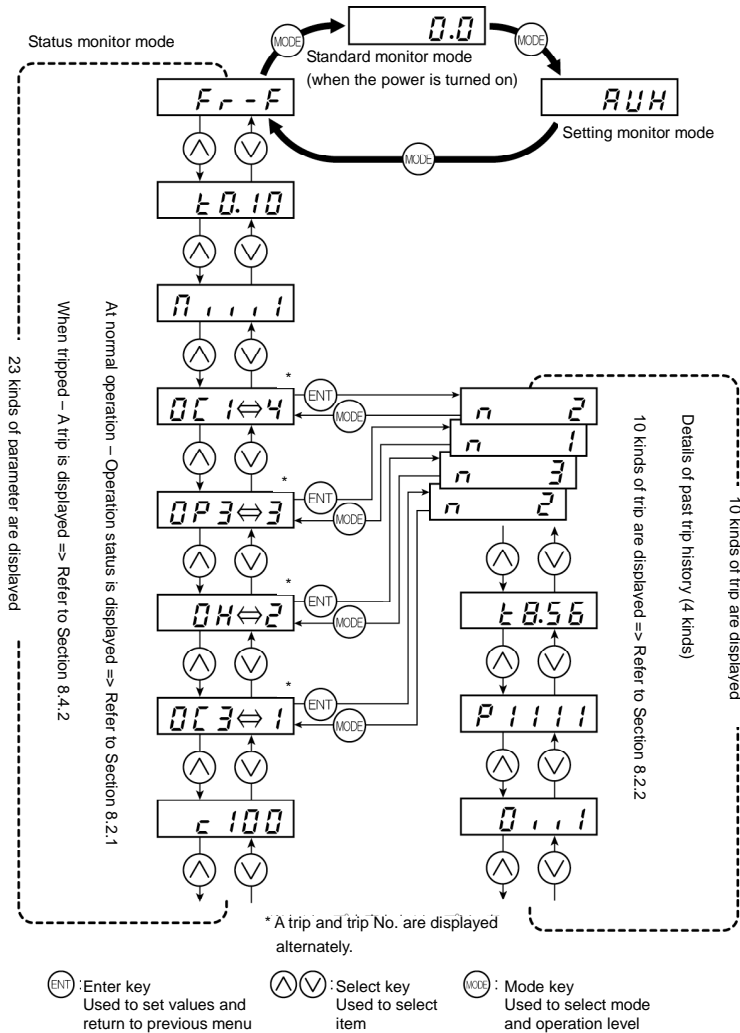 Status monitor mode
MODE
0.0
MODE
Standard monitor mode
(when the power is turned on)
Fr-F
AUH
Setting monitor mode
MODE
t0.10
n,,,,1
* ENT
OC1⇔4
MODE
n 2
n 1
n 3
n 2
* ENT
OP3⇔3
MODE
* ENT
OH⇔2
MODE
t8.56
* ENT
OC3⇔1
MODE
P1111
c100
0,,,1
23 kinds of parameter are displayed
When tripped – A trip is displayed => Refer to Section 8.4.2
At normal operation – Operation status is displayed => Refer to Section 8.2.1
10 kinds of trip are displayed => Refer to Section 8.2.2
Details of past trip history (4 kinds)
10 kinds of trip are displayed
* A trip and trip No. are displayed
alternately.
ENT : Enter key
Used to set values and
return to previous menu
: Select key
Used to select
item
MODE : Mode key
Used to select mode
and operation level